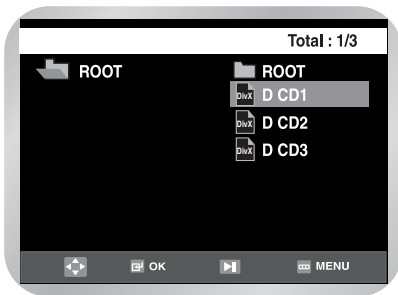 Total : 1/3
ROOT ROOT
DivX D CD1
DivX D CD2
DivX D CD3
OK MENU